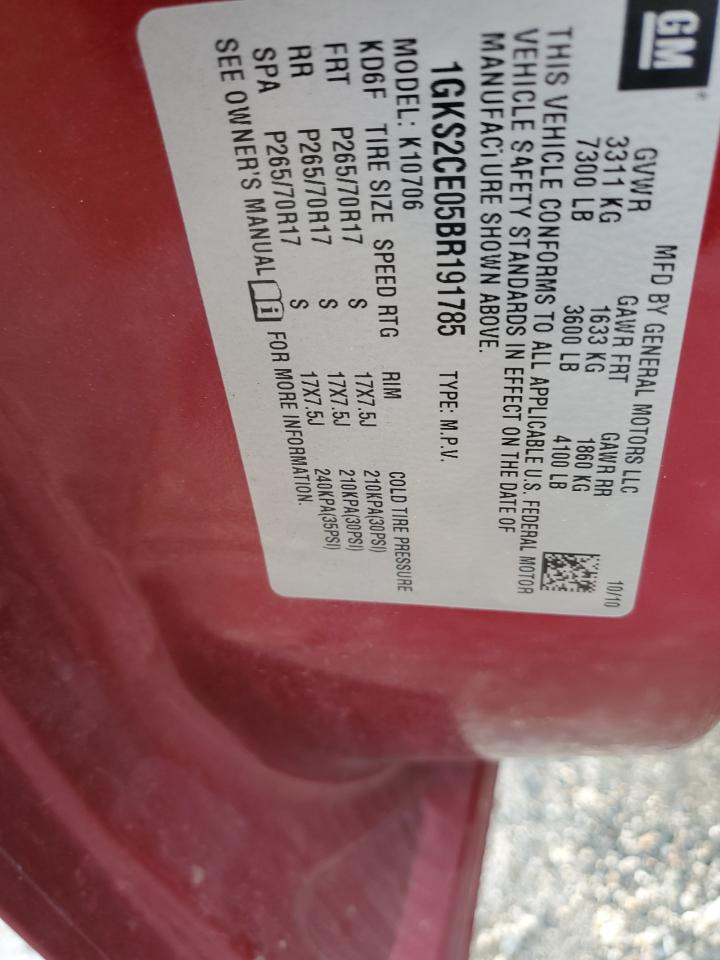 GM
MFD BY GENERAL MOTORS LLC 10/10
GVWR GAWR FRT GAWR RR
3311 KG 1633 KG 1860 KG
7300 LB 3600 LB 4100 LB
THIS VEHICLE CONFORMS TO ALL APPLICABLE U.S. FEDERAL MOTOR
VEHICLE SAFETY STANDARDS IN EFFECT ON THE DATE OF
MANUFACTURE SHOWN ABOVE.
1GKS2CE05BR191785 TYPE: M.P.V.
MODEL: K10706
KD6F TIRE SIZE SPEED RTG RIM COLD TIRE PRESSURE
FRT P265/70R17 S 17X7.5J 210KPA(30PSI)
RR P265/70R17 S 17X7.5J 210KPA(30PSI)
SPA P265/70R17 S 17X7.5J 240KPA(35PSI)
SEE OWNER'S MANUAL FOR MORE INFORMATION.